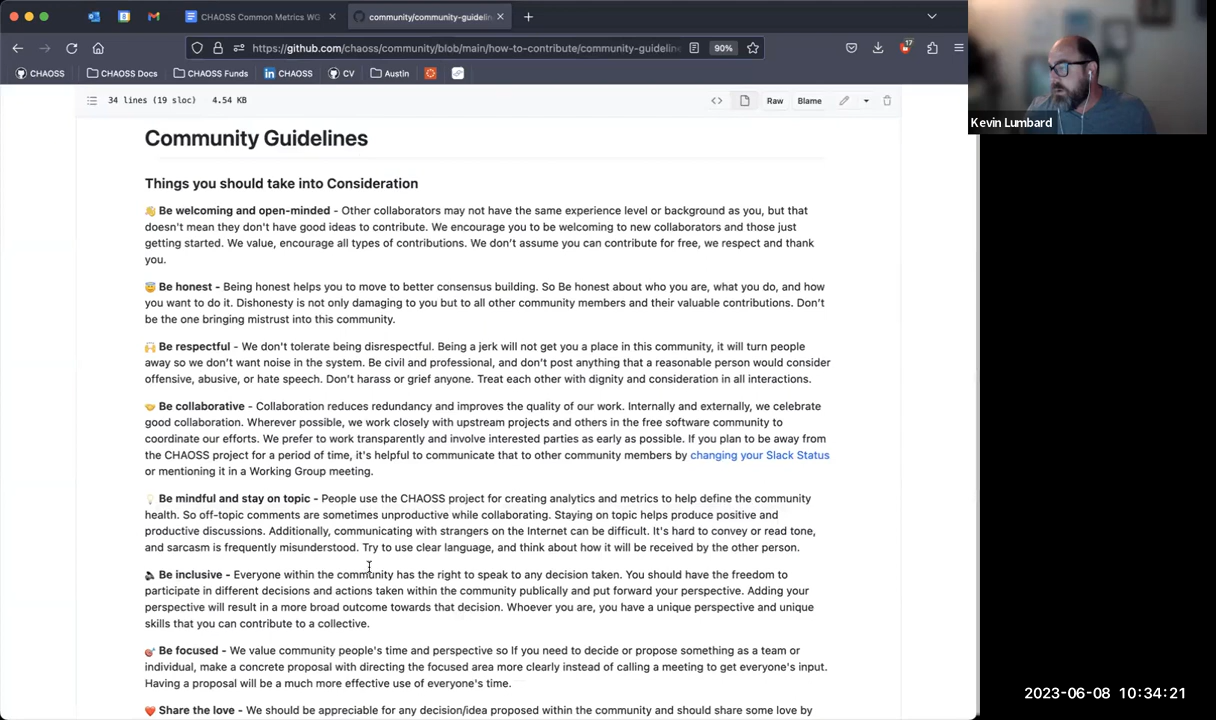 CHAOSS Common Metrics WG
community/community-guidelin
https://github.com/chaoss/community/blob/main/how-to-contribute/community-guideline
90%
17
CHAOSS
CHAOSS Docs
CHAOSS Funds
CHAOSS
CV
Austin
Kevin Lumbard
34 lines (19 sloc) 4.54 KB
Raw
Blame
Community Guidelines
Things you should take into Consideration
Be welcoming and open-minded - Other collaborators may not have the same experience level or background as you, but that
doesn't mean they don't have good ideas to contribute. We encourage you to be welcoming to new collaborators and those just
getting started. We value, encourage all types of contributions. We don't assume you can contribute for free, we respect and thank
you.
Be honest - Being honest helps you to move to better consensus building. So Be honest about who you are, what you do, and how
you want to do it. Dishonesty is not only damaging to you but to all other community members and their valuable contributions. Don't
be the one bringing mistrust into this community.
Be respectful - We don't tolerate being disrespectful. Being a jerk will not get you a place in this community, it will turn people
away so we don't want noise in the system. Be civil and professional, and don't post anything that a reasonable person would consider
offensive, abusive, or hate speech. Don't harass or grief anyone. Treat each other with dignity and consideration in all interactions.
Be collaborative - Collaboration reduces redundancy and improves the quality of our work. Internally and externally, we celebrate
good collaboration. Wherever possible, we work closely with upstream projects and others in the free software community to
coordinate our efforts. We prefer to work transparently and involve interested parties as early as possible. If you plan to be away from
the CHAOSS project for a period of time, it's helpful to communicate that to other community members by changing your Slack Status
or mentioning it in a Working Group meeting.
Be mindful and stay on topic - People use the CHAOSS project for creating analytics and metrics to help define the community
health. So off-topic comments are sometimes unproductive while collaborating. Staying on topic helps produce positive and
productive discussions. Additionally, communicating with strangers on the Internet can be difficult. It's hard to convey or read tone,
and sarcasm is frequently misunderstood. Try to use clear language, and think about how it will be received by the other person.
Be inclusive - Everyone within the community has the right to speak to any decision taken. You should have the freedom to
participate in different decisions and actions taken within the community publically and put forward your perspective. Adding your
perspective will result in a more broad outcome towards that decision. Whoever you are, you have a unique perspective and unique
skills that you can contribute to a collective.
Be focused - We value community people's time and perspective so If you need to decide or propose something as a team or
individual, make a concrete proposal with directing the focused area more clearly instead of calling a meeting to get everyone's input.
Having a proposal will be a much more effective use of everyone's time.
Share the love - We should be appreciable for any decision/idea proposed within the community and should share some love by
2023-06-08 10:34:21